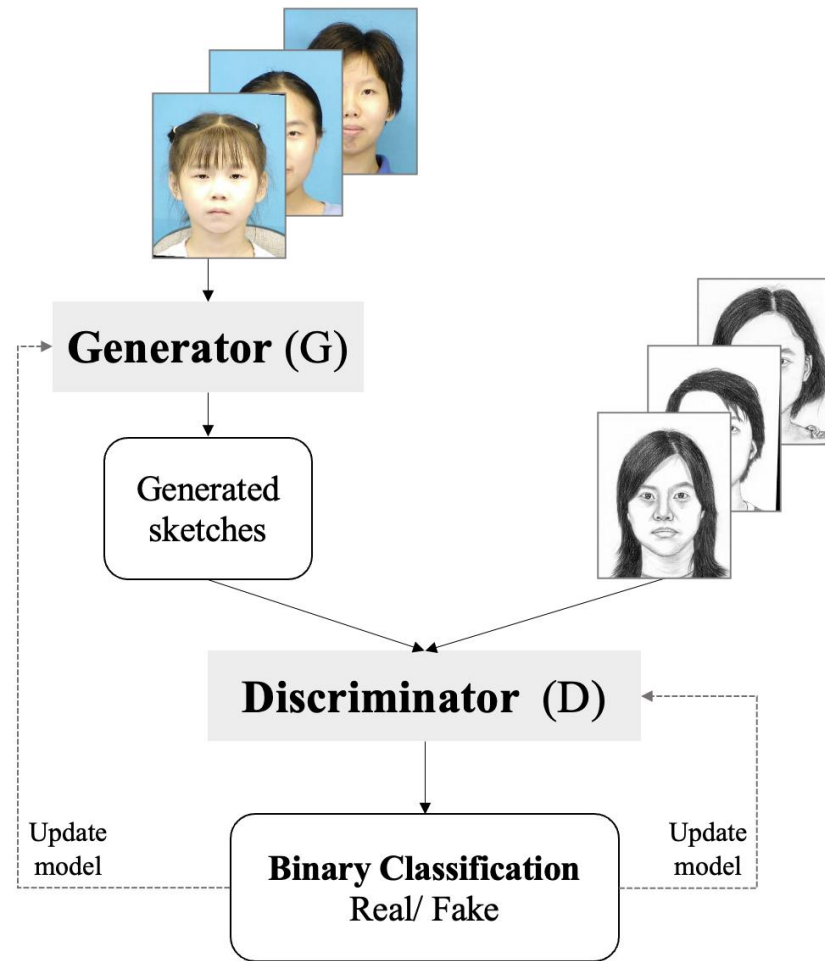 Generator (G)
Generated
sketches
Discriminator (D)
Update
model
Binary Classification
Real/ Fake
Update
model